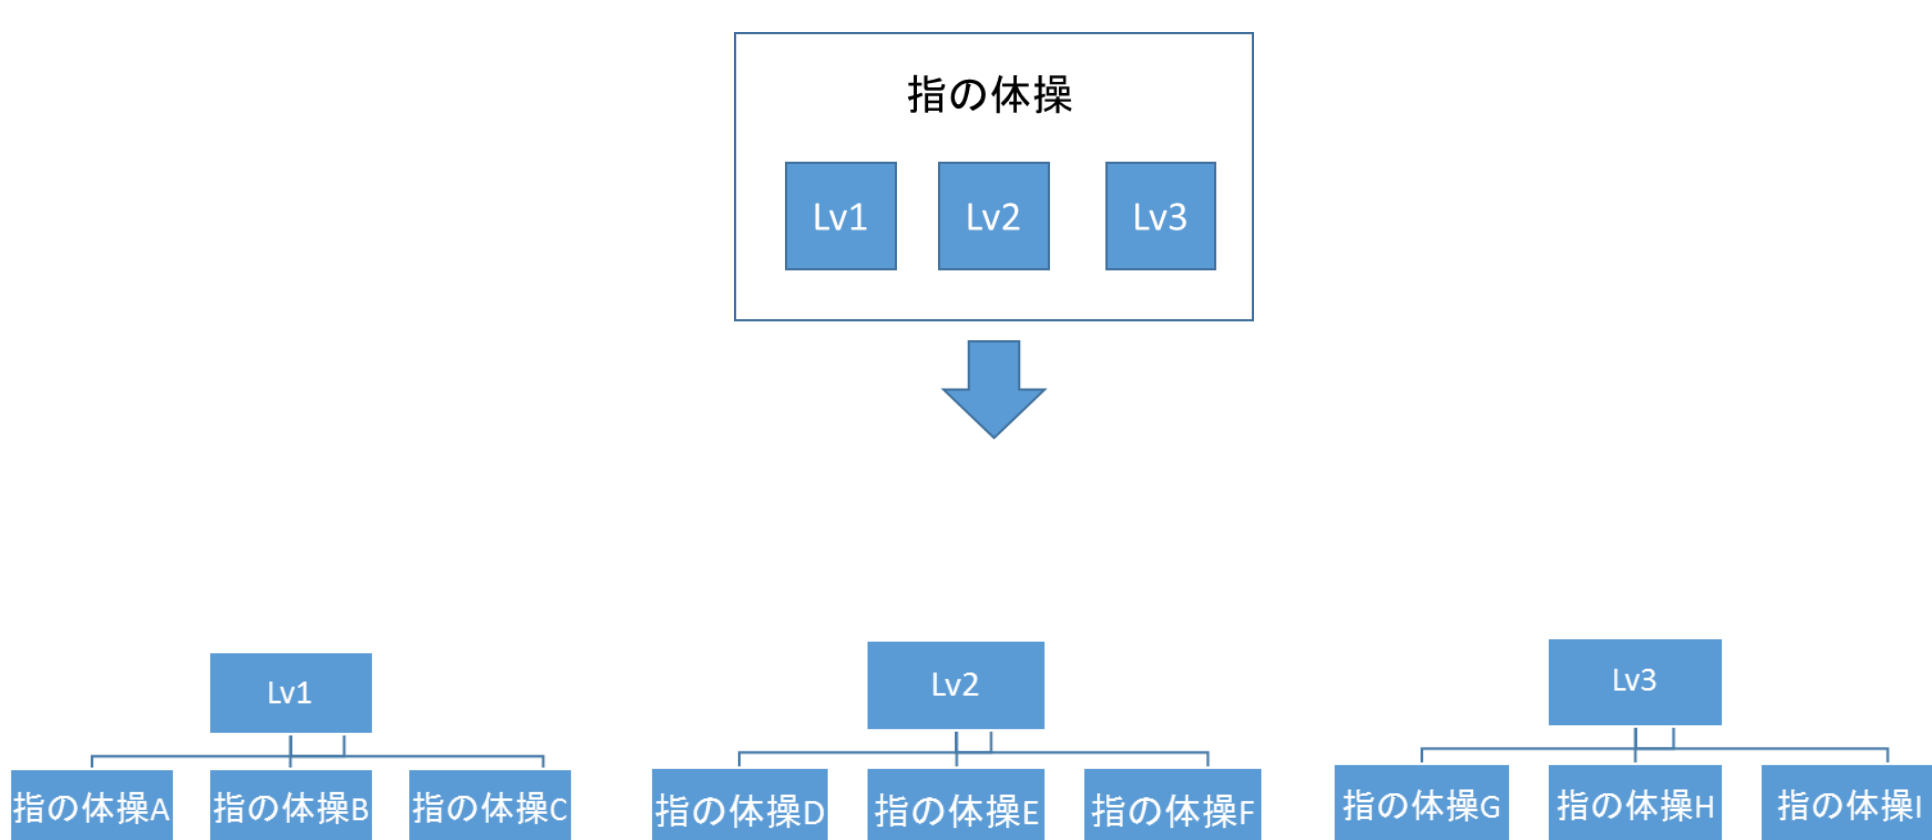 指の体操
Lv1 Lv2 Lv3
Lv1
Lv2
Lv3
指の体操A 指の体操B 指の体操C
指の体操D 指の体操E 指の体操F
指の体操G 指の体操H 指の体操I